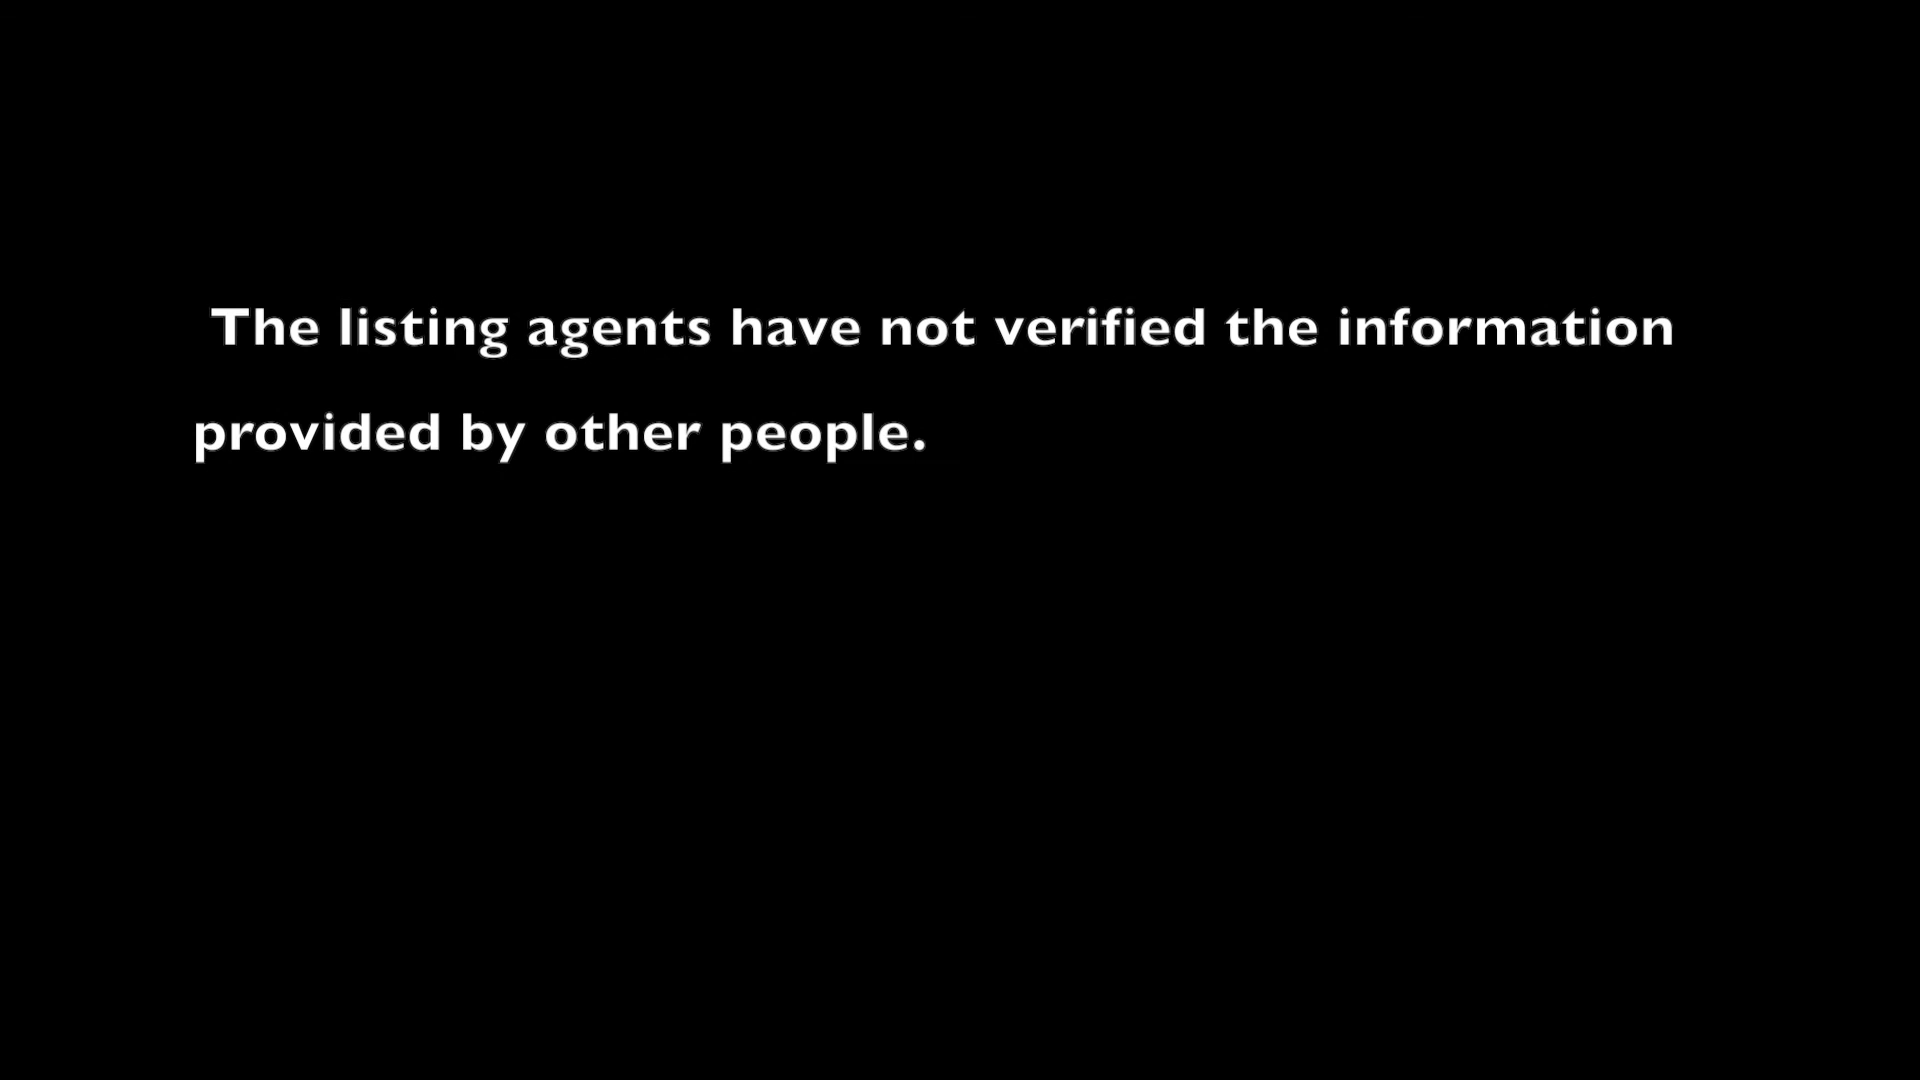 The listing agents have not verified the information
provided by other people.